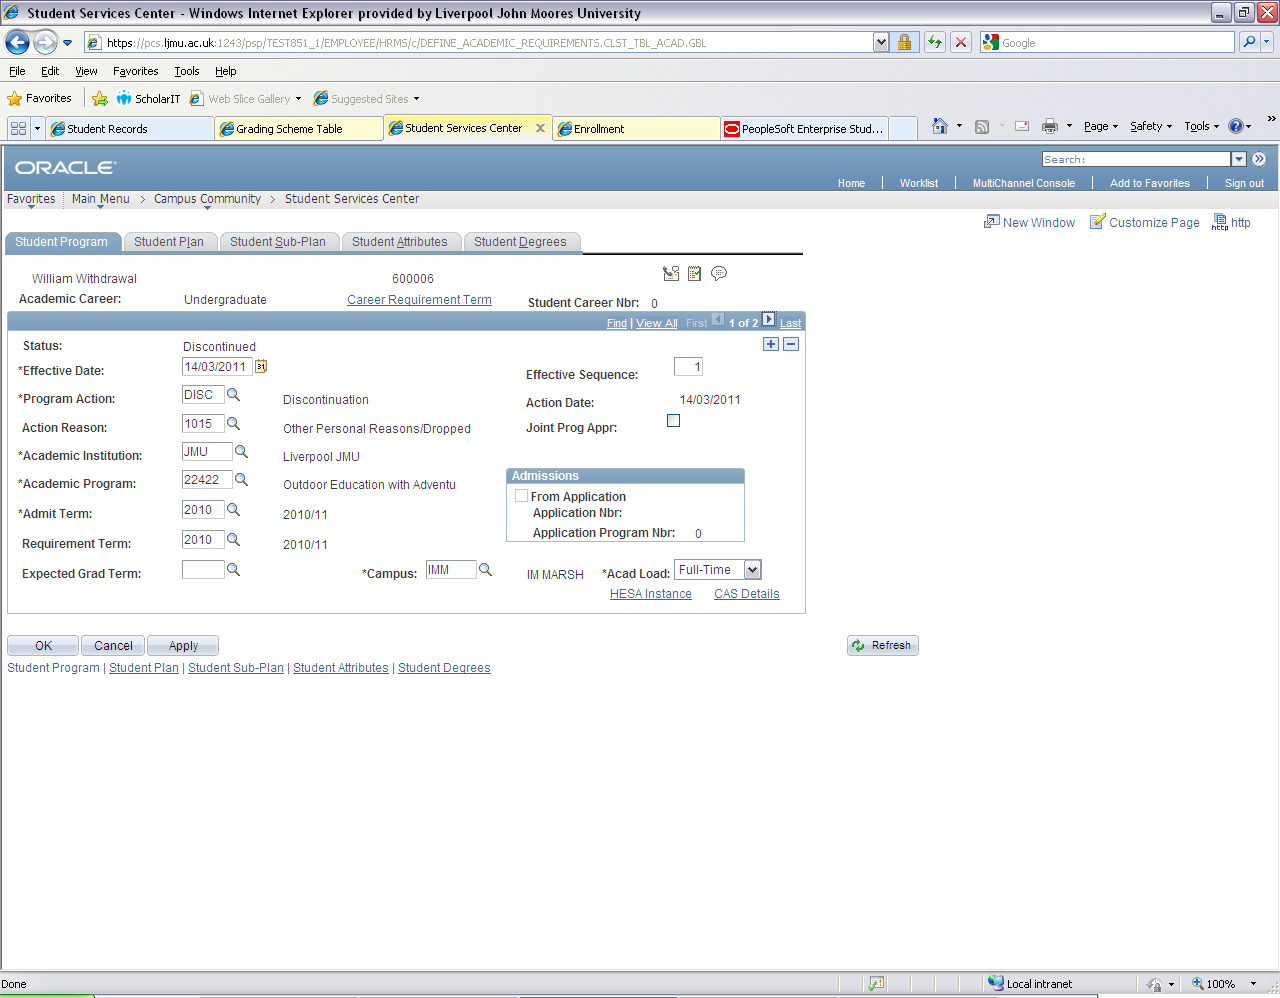 Student Services Center - Windows Internet Explorer provided by Liverpool John Moores University
https://pcs.ljmu.ac.uk:1243/psp/TEST851_1/EMPLOYEE/HRMS/c/DEFINE_ACADEMIC_REQUIREMENTS.CLST_TBL_ACAD.GBL
Google
File Edit View Favorites Tools Help
Favorites ScholarIT Web Slice Gallery Suggested Sites
Student Records Grading Scheme Table Student Services Center Enrollment PeopleSoft Enterprise Stud... Page Safety Tools
ORACLE
Search:
Home Worklist MultiChannel Console Add to Favorites Sign out
Favorites Main Menu > Campus Community > Student Services Center
New Window Customize Page http
Student Program Student Plan Student Sub-Plan Student Attributes Student Degrees
William Withdrawal 600006
Academic Career: Undergraduate Career Requirement Term Student Career Nbr: 0
Find | View All First 1 of 2 Last
Status: Discontinued
*Effective Date: 14/03/2011 31 Effective Sequence: 1
*Program Action: DISC Discontinuation Action Date: 14/03/2011
Action Reason: 1015 Other Personal Reasons/Dropped Joint Prog Appr:
*Academic Institution: JMU Liverpool JMU
*Academic Program: 22422 Outdoor Education with Adventu
Admissions
From Application
Application Nbr:
Application Program Nbr: 0
*Admit Term: 2010 2010/11
Requirement Term: 2010 2010/11
Expected Grad Term: *Campus: IMM IM MARSH *Acad Load: Full-Time
HESA Instance CAS Details
OK Cancel Apply Refresh
Student Program | Student Plan | Student Sub-Plan | Student Attributes | Student Degrees
Done Local intranet 100%